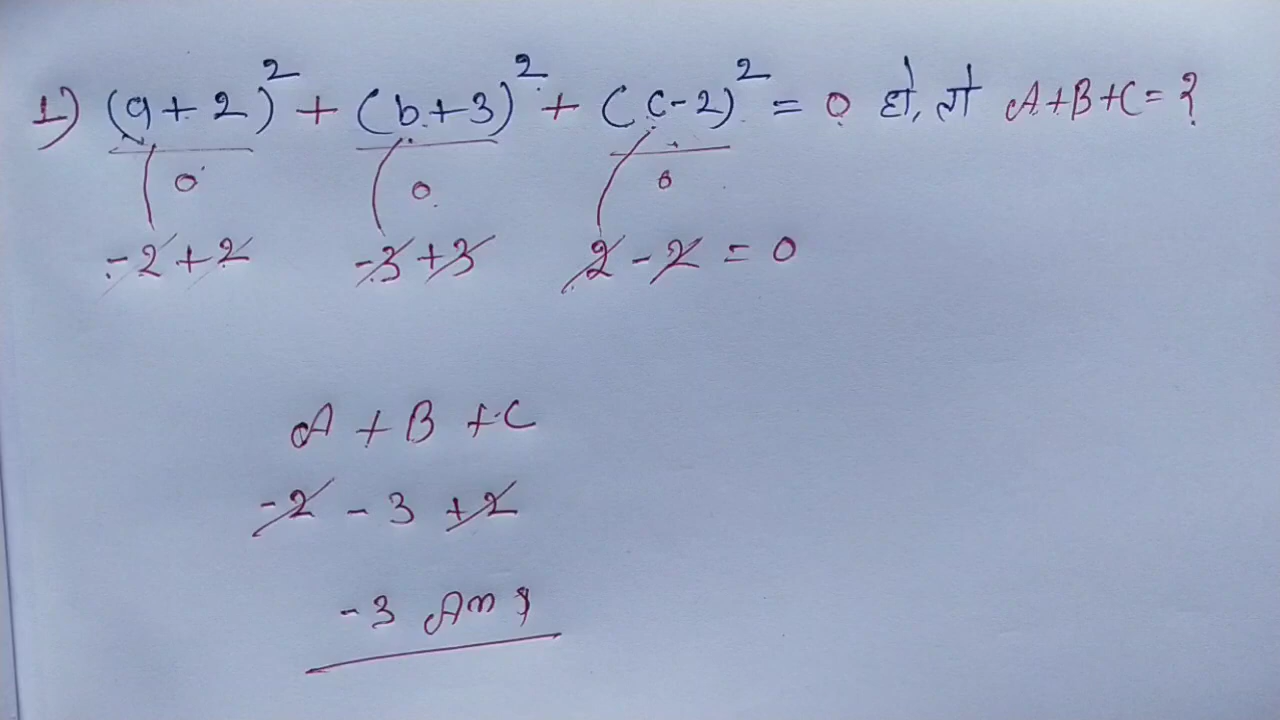 1) (a+2)² + (b+3)² + (c-2)² = 0 हो, तो A+B+C = ?
0 0 0
-2+2 -3+3 2-2 = 0
A + B + C
-2 - 3 + 2
-3 Ans